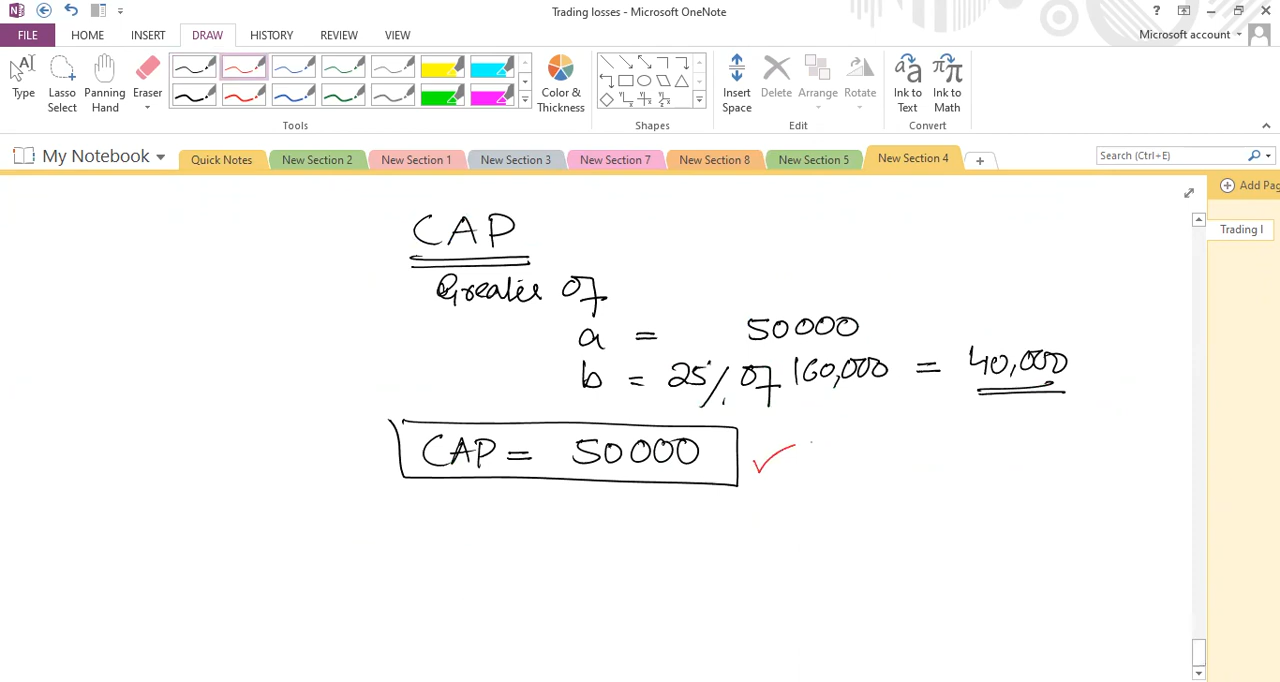 Trading losses - Microsoft OneNote
?
Microsoft account
FILE HOME INSERT DRAW HISTORY REVIEW VIEW
Type
Lasso Select
Panning Hand
Eraser
Color & Thickness
Insert Space
Delete
Arrange
Rotate
Ink to Text
Ink to Math
Tools
Shapes
Edit
Convert
My Notebook
Quick Notes New Section 2 New Section 1 New Section 3 New Section 7 New Section 8 New Section 5 New Section 4
Search (Ctrl+E)
Add Pag
Trading l
CAP
Greater of
a = 50000
b = 25% of 160,000 = 40,000
CAP = 50000